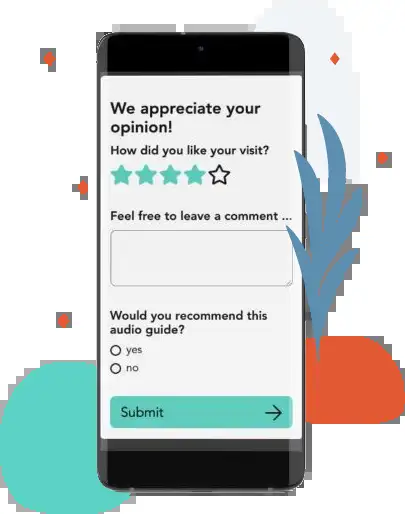 We appreciate your
opinion!
How did you like your visit?
Feel free to leave a comment ...
Would you recommend this
audio guide?
yes
no
Submit